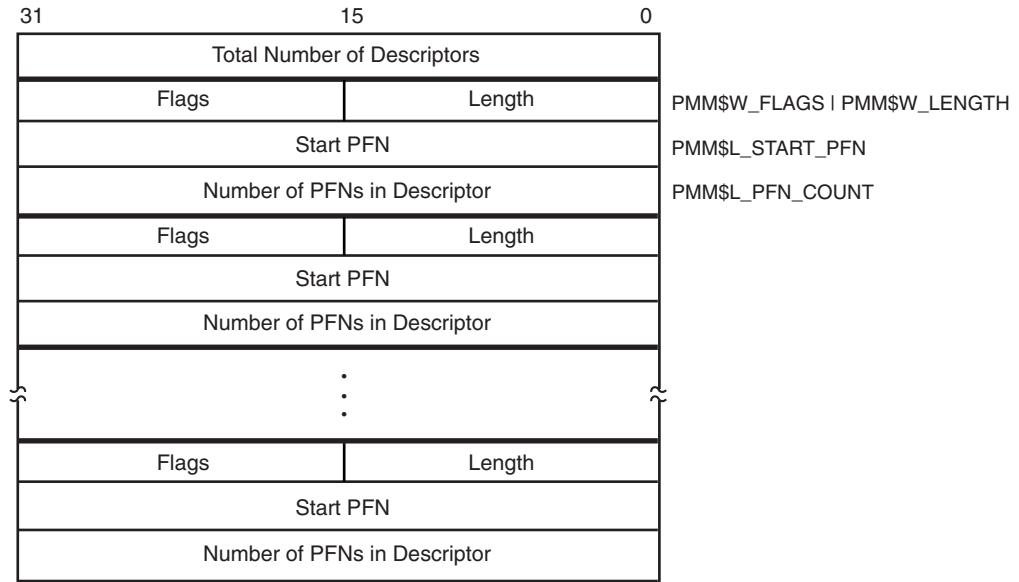 31 15 0
Total Number of Descriptors
Flags Length PMM$W_FLAGS | PMM$W_LENGTH
Start PFN PMM$L_START_PFN
Number of PFNs in Descriptor PMM$L_PFN_COUNT
Flags Length
Start PFN
Number of PFNs in Descriptor
Flags Length
Start PFN
Number of PFNs in Descriptor